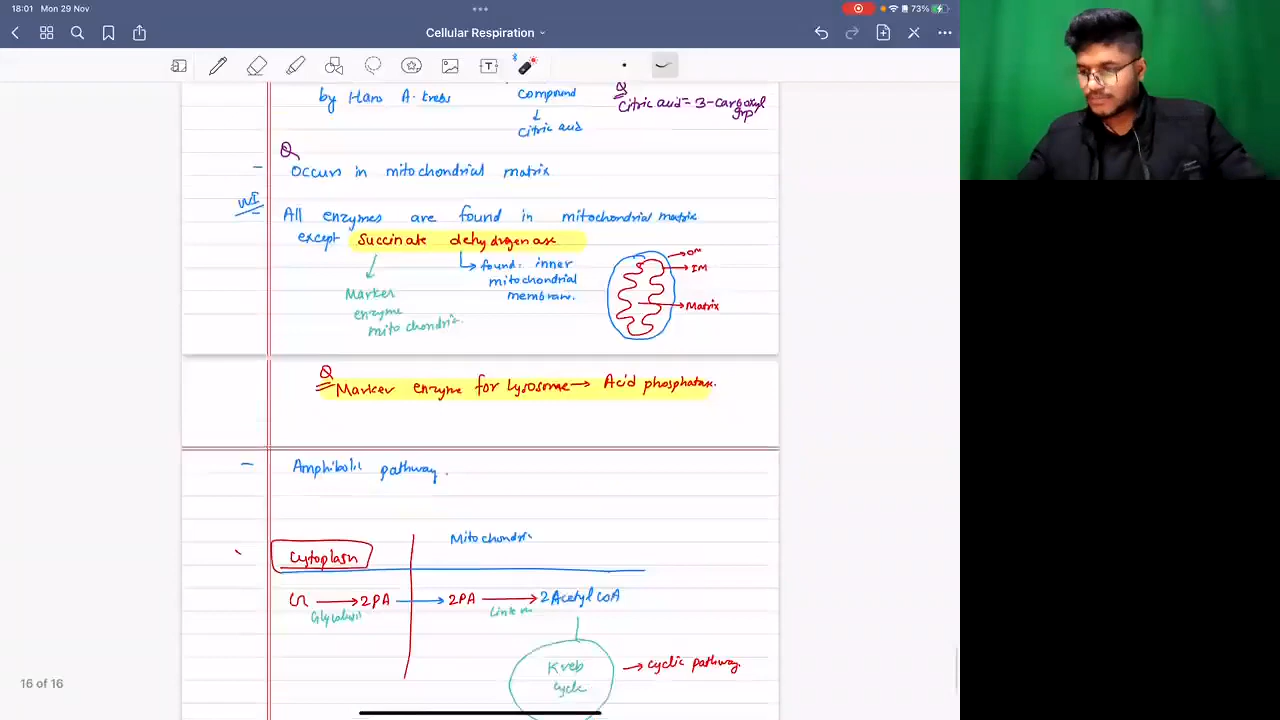 18:01 Mon 29 Nov
73%
Cellular Respiration
by Hans A. Krebs
Compound
Citric acid
Q
Citric acid = 3-carboxyl
grp
Q
- Occurs in mitochondrial matrix
All enzymes are found in mitochondrial matrix
except Succinate dehydrogenase
found: inner
mitochondrial
membrane.
Marker
enzyme
mitochondria.
OM
IM
Matrix
Q
Marker enzyme for Lysosome → Acid phosphatase.
- Amphibolic pathway.
Cytoplasm
Mitochondria
→ 2PA → 2PA → 2Acetyl CoA
Glycolysis
Kreb
cycle
→ cyclic pathway.
16 of 16